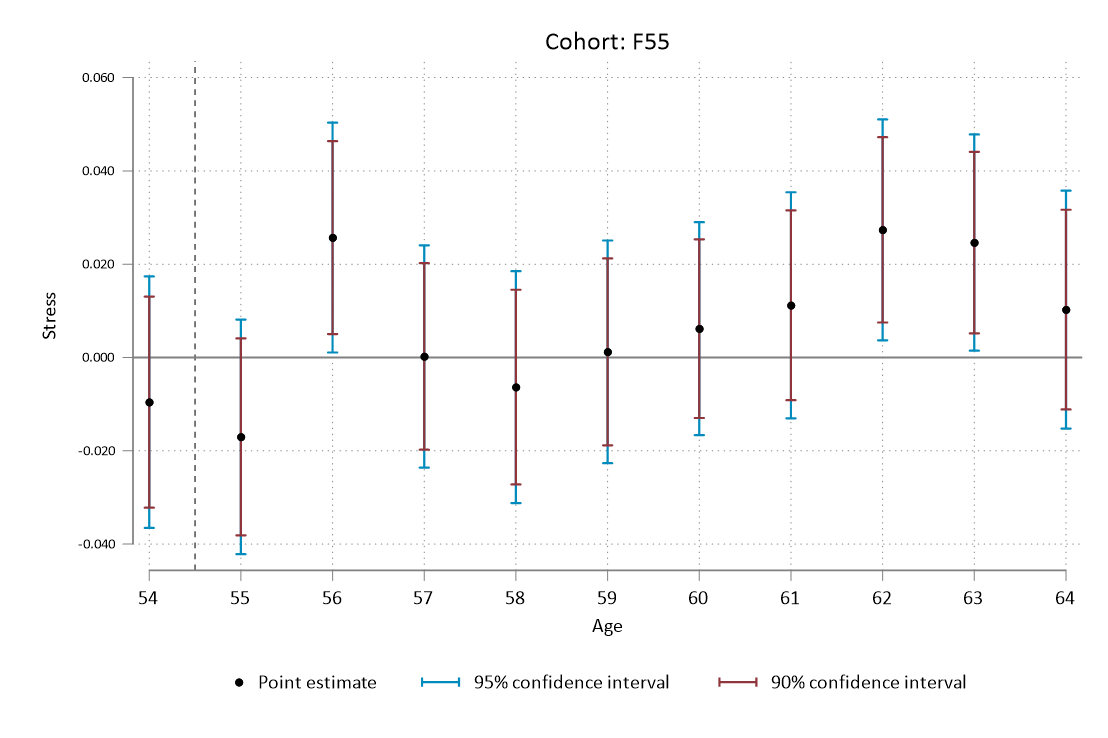 Cohort: F55
0.060
0.040
0.020
0.000
-0.020
-0.040
Stress
54 55 56 57 58 59 60 61 62 63 64
Age
Point estimate 95% confidence interval 90% confidence interval